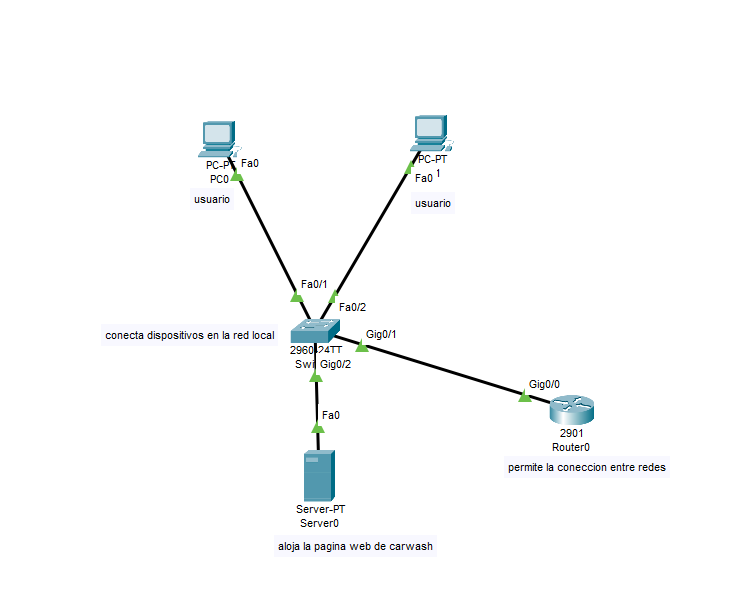 PC-PT
PC0
Fa0
usuario
PC-PT
1
Fa0
usuario
Fa0/1
Fa0/2
conecta dispositivos en la red local
Gig0/1
Gig0/2
Gig0/0
2901
Router0
permite la coneccion entre redes
Fa0
Server-PT
Server0
aloja la pagina web de carwash